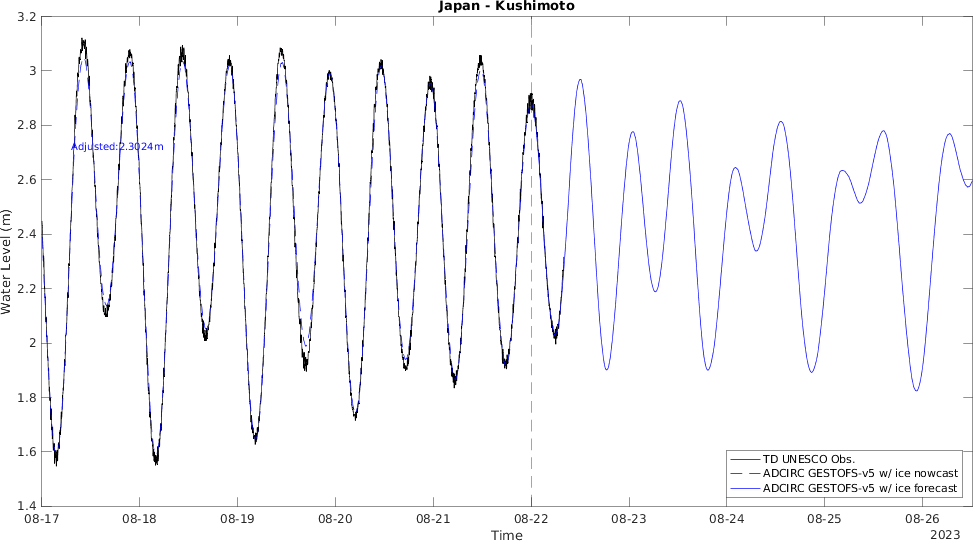 Japan - Kushimoto
3.2
3
2.8
2.6
2.4
2.2
2
1.8
1.6
1.4
Water Level (m)
Adjusted:2.3024m
TD UNESCO Obs.
ADCIRC GESTOFS-v5 w/ ice nowcast
ADCIRC GESTOFS-v5 w/ ice forecast
08-17 08-18 08-19 08-20 08-21 08-22 08-23 08-24 08-25 08-26
Time
2023